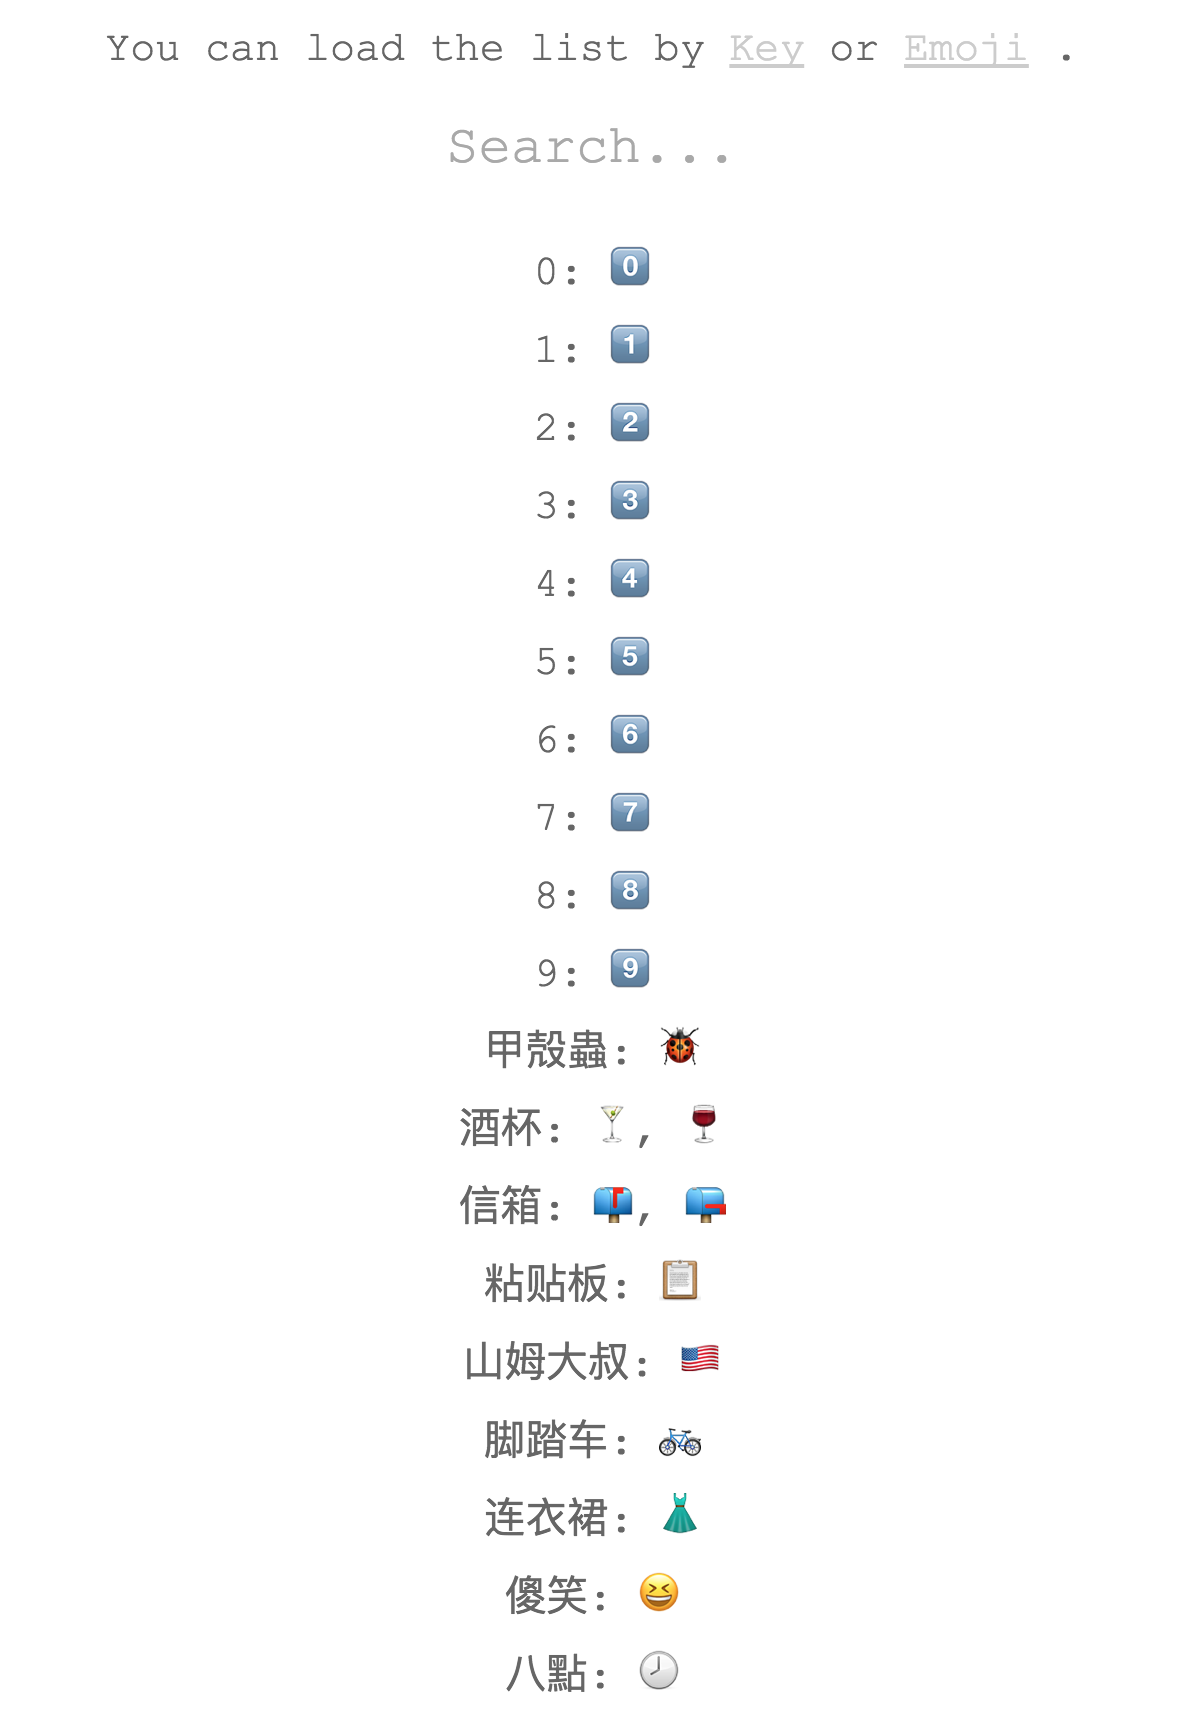 You can load the list by Key or Emoji .
Search...
0: 0️⃣
1: 1️⃣
2: 2️⃣
3: 3️⃣
4: 4️⃣
5: 5️⃣
6: 6️⃣
7: 7️⃣
8: 8️⃣
9: 9️⃣
甲殼蟲: 🐞
酒杯: 🍸, 🍷
信箱: 📫, 📪
粘贴板: 📋
山姆大叔: 🇺🇸
脚踏车: 🚲
连衣裙: 👗
傻笑: 😆
八點: 🕗